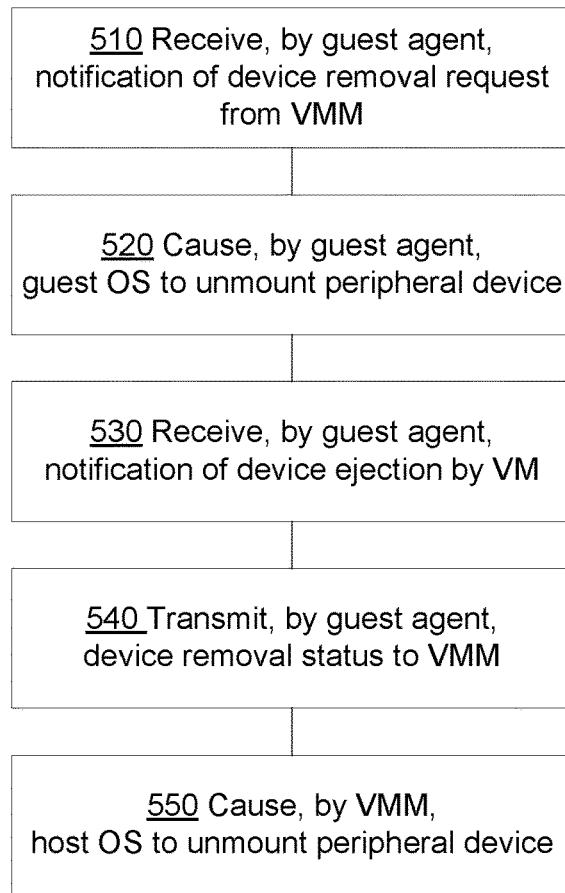 510 Receive, by guest agent,
notification of device removal request
from VMM
520 Cause, by guest agent,
guest OS to unmount peripheral device
530 Receive, by guest agent,
notification of device ejection by VM
540 Transmit, by guest agent,
device removal status to VMM
550 Cause, by VMM,
host OS to unmount peripheral device